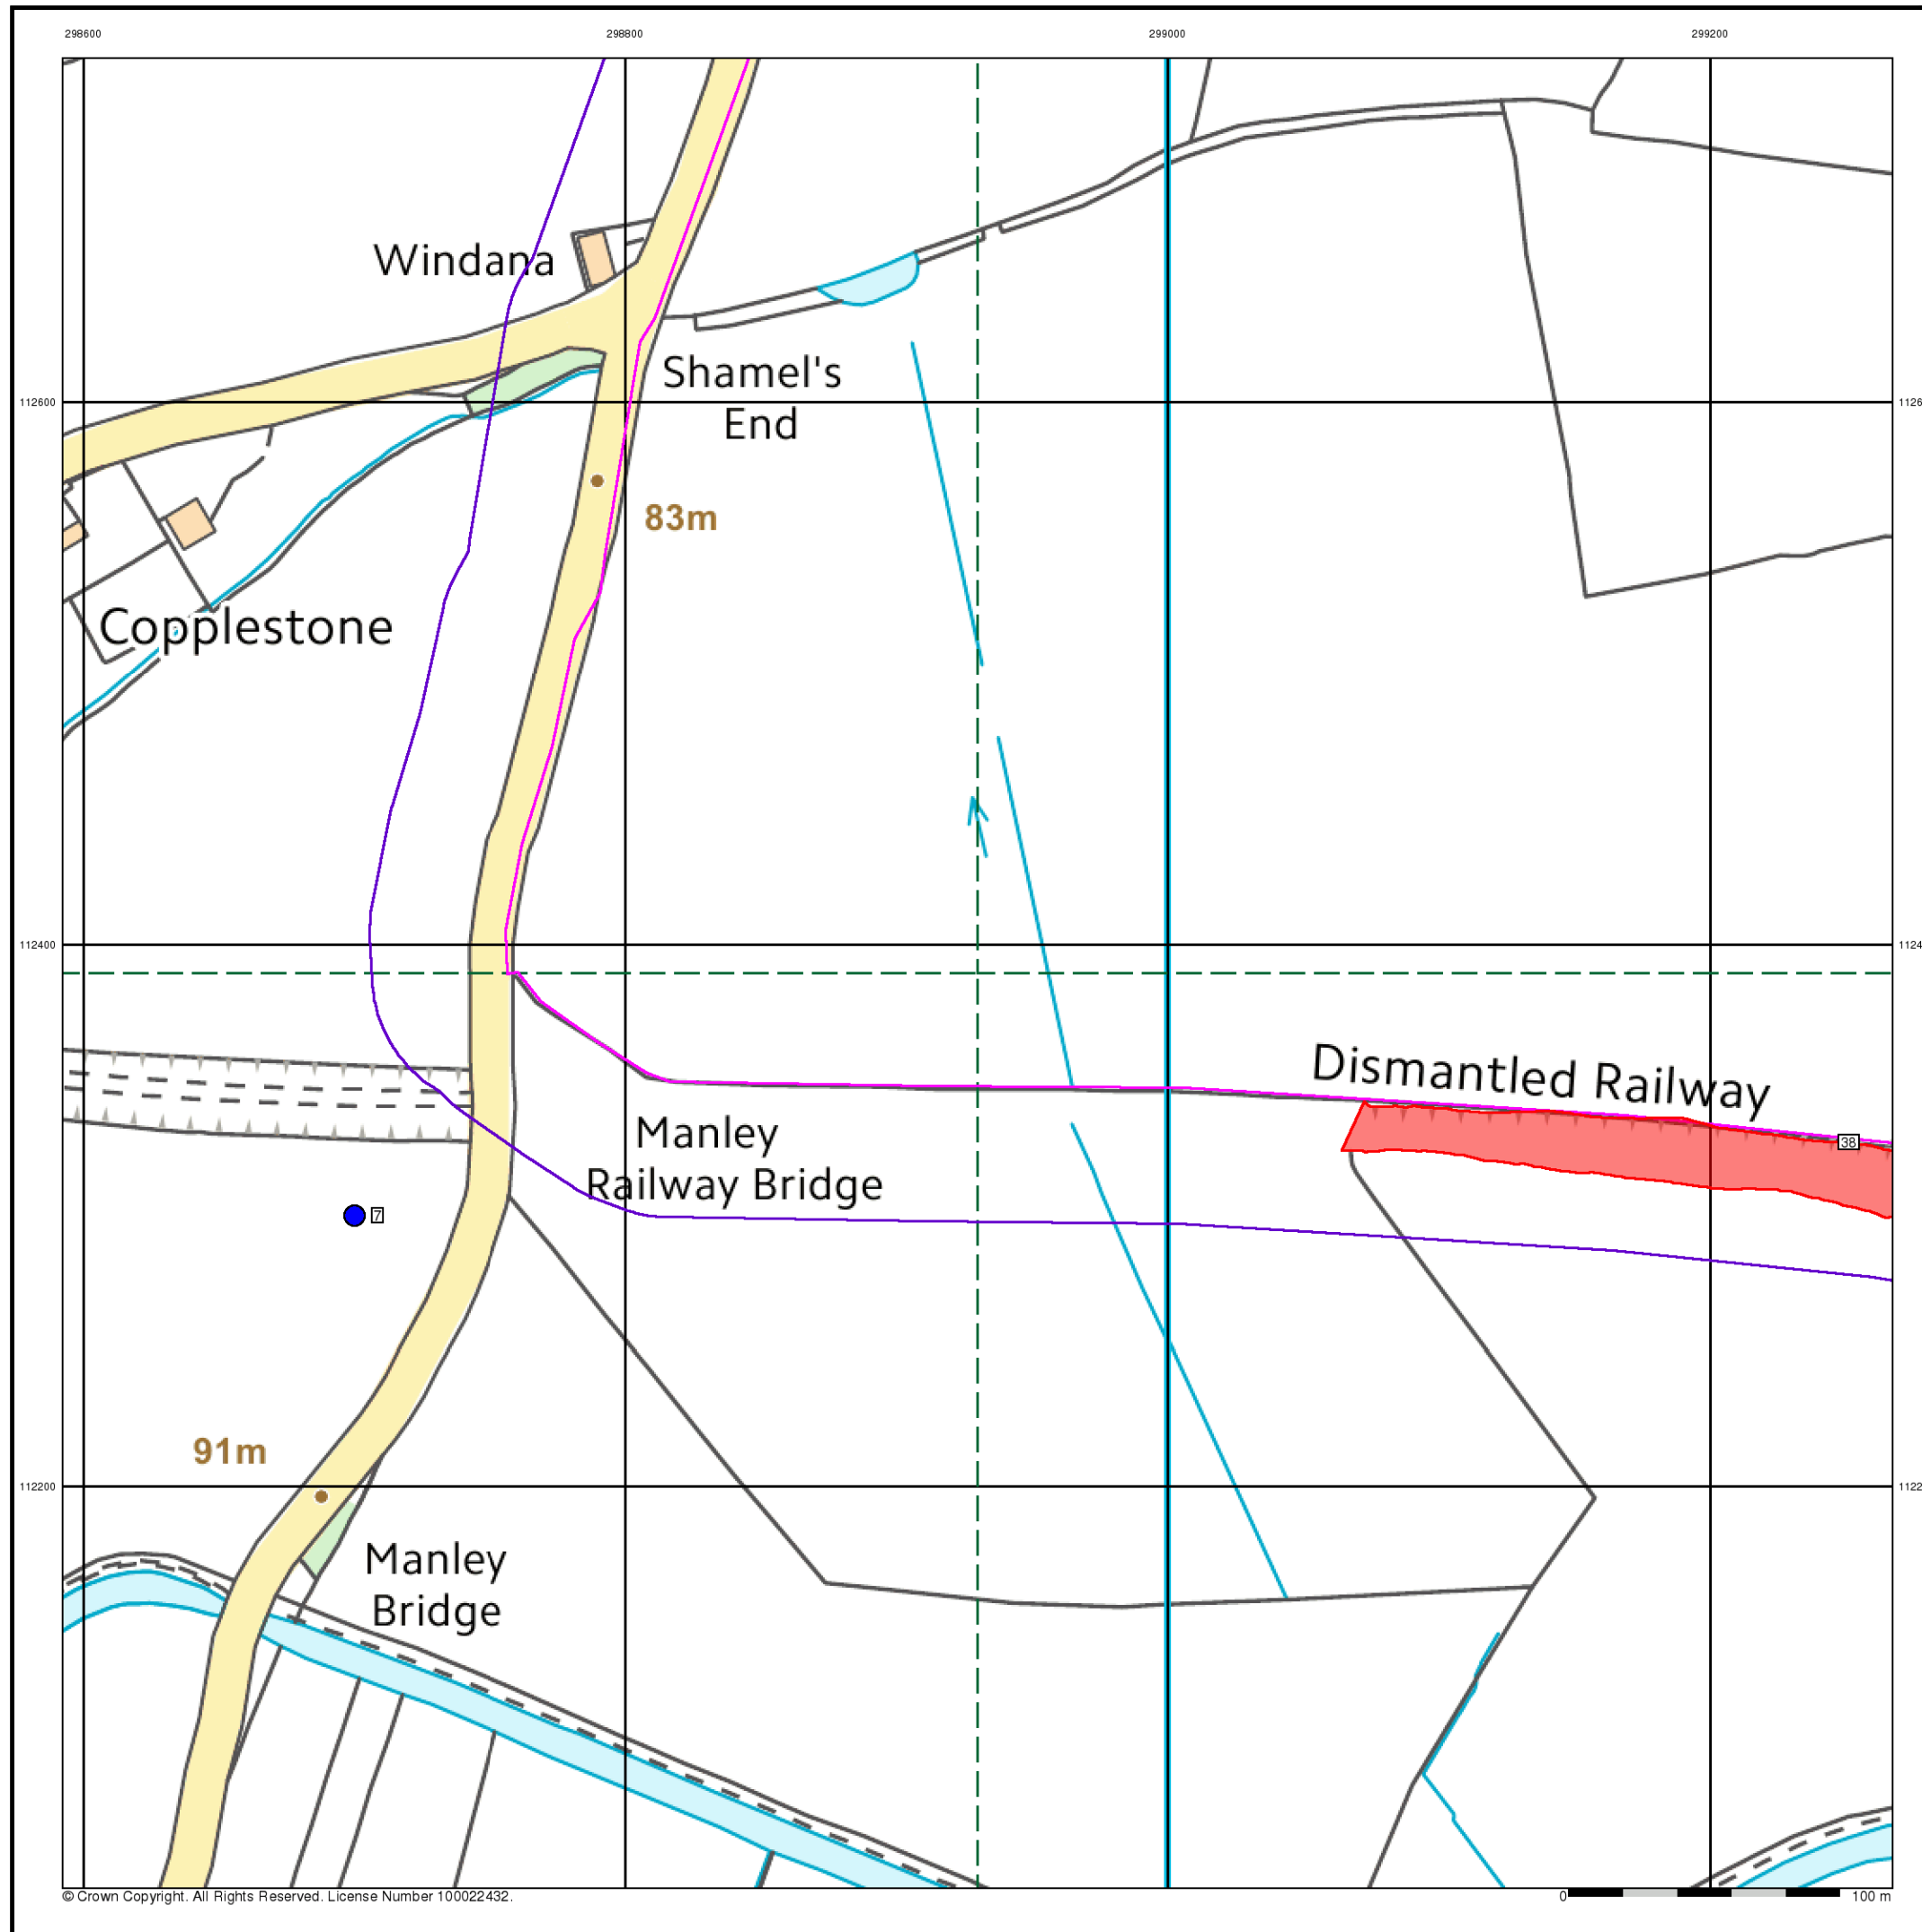 298600 298800 299000 299200
Windana
Shamel's
End
112600 1126
83m
Copplestone
112400 1124
Dismantled Railway
Manley
Railway Bridge
38
7
91m
112200 1122
Manley
Bridge
© Crown Copyright. All Rights Reserved. License Number 100022432.
0 100 m